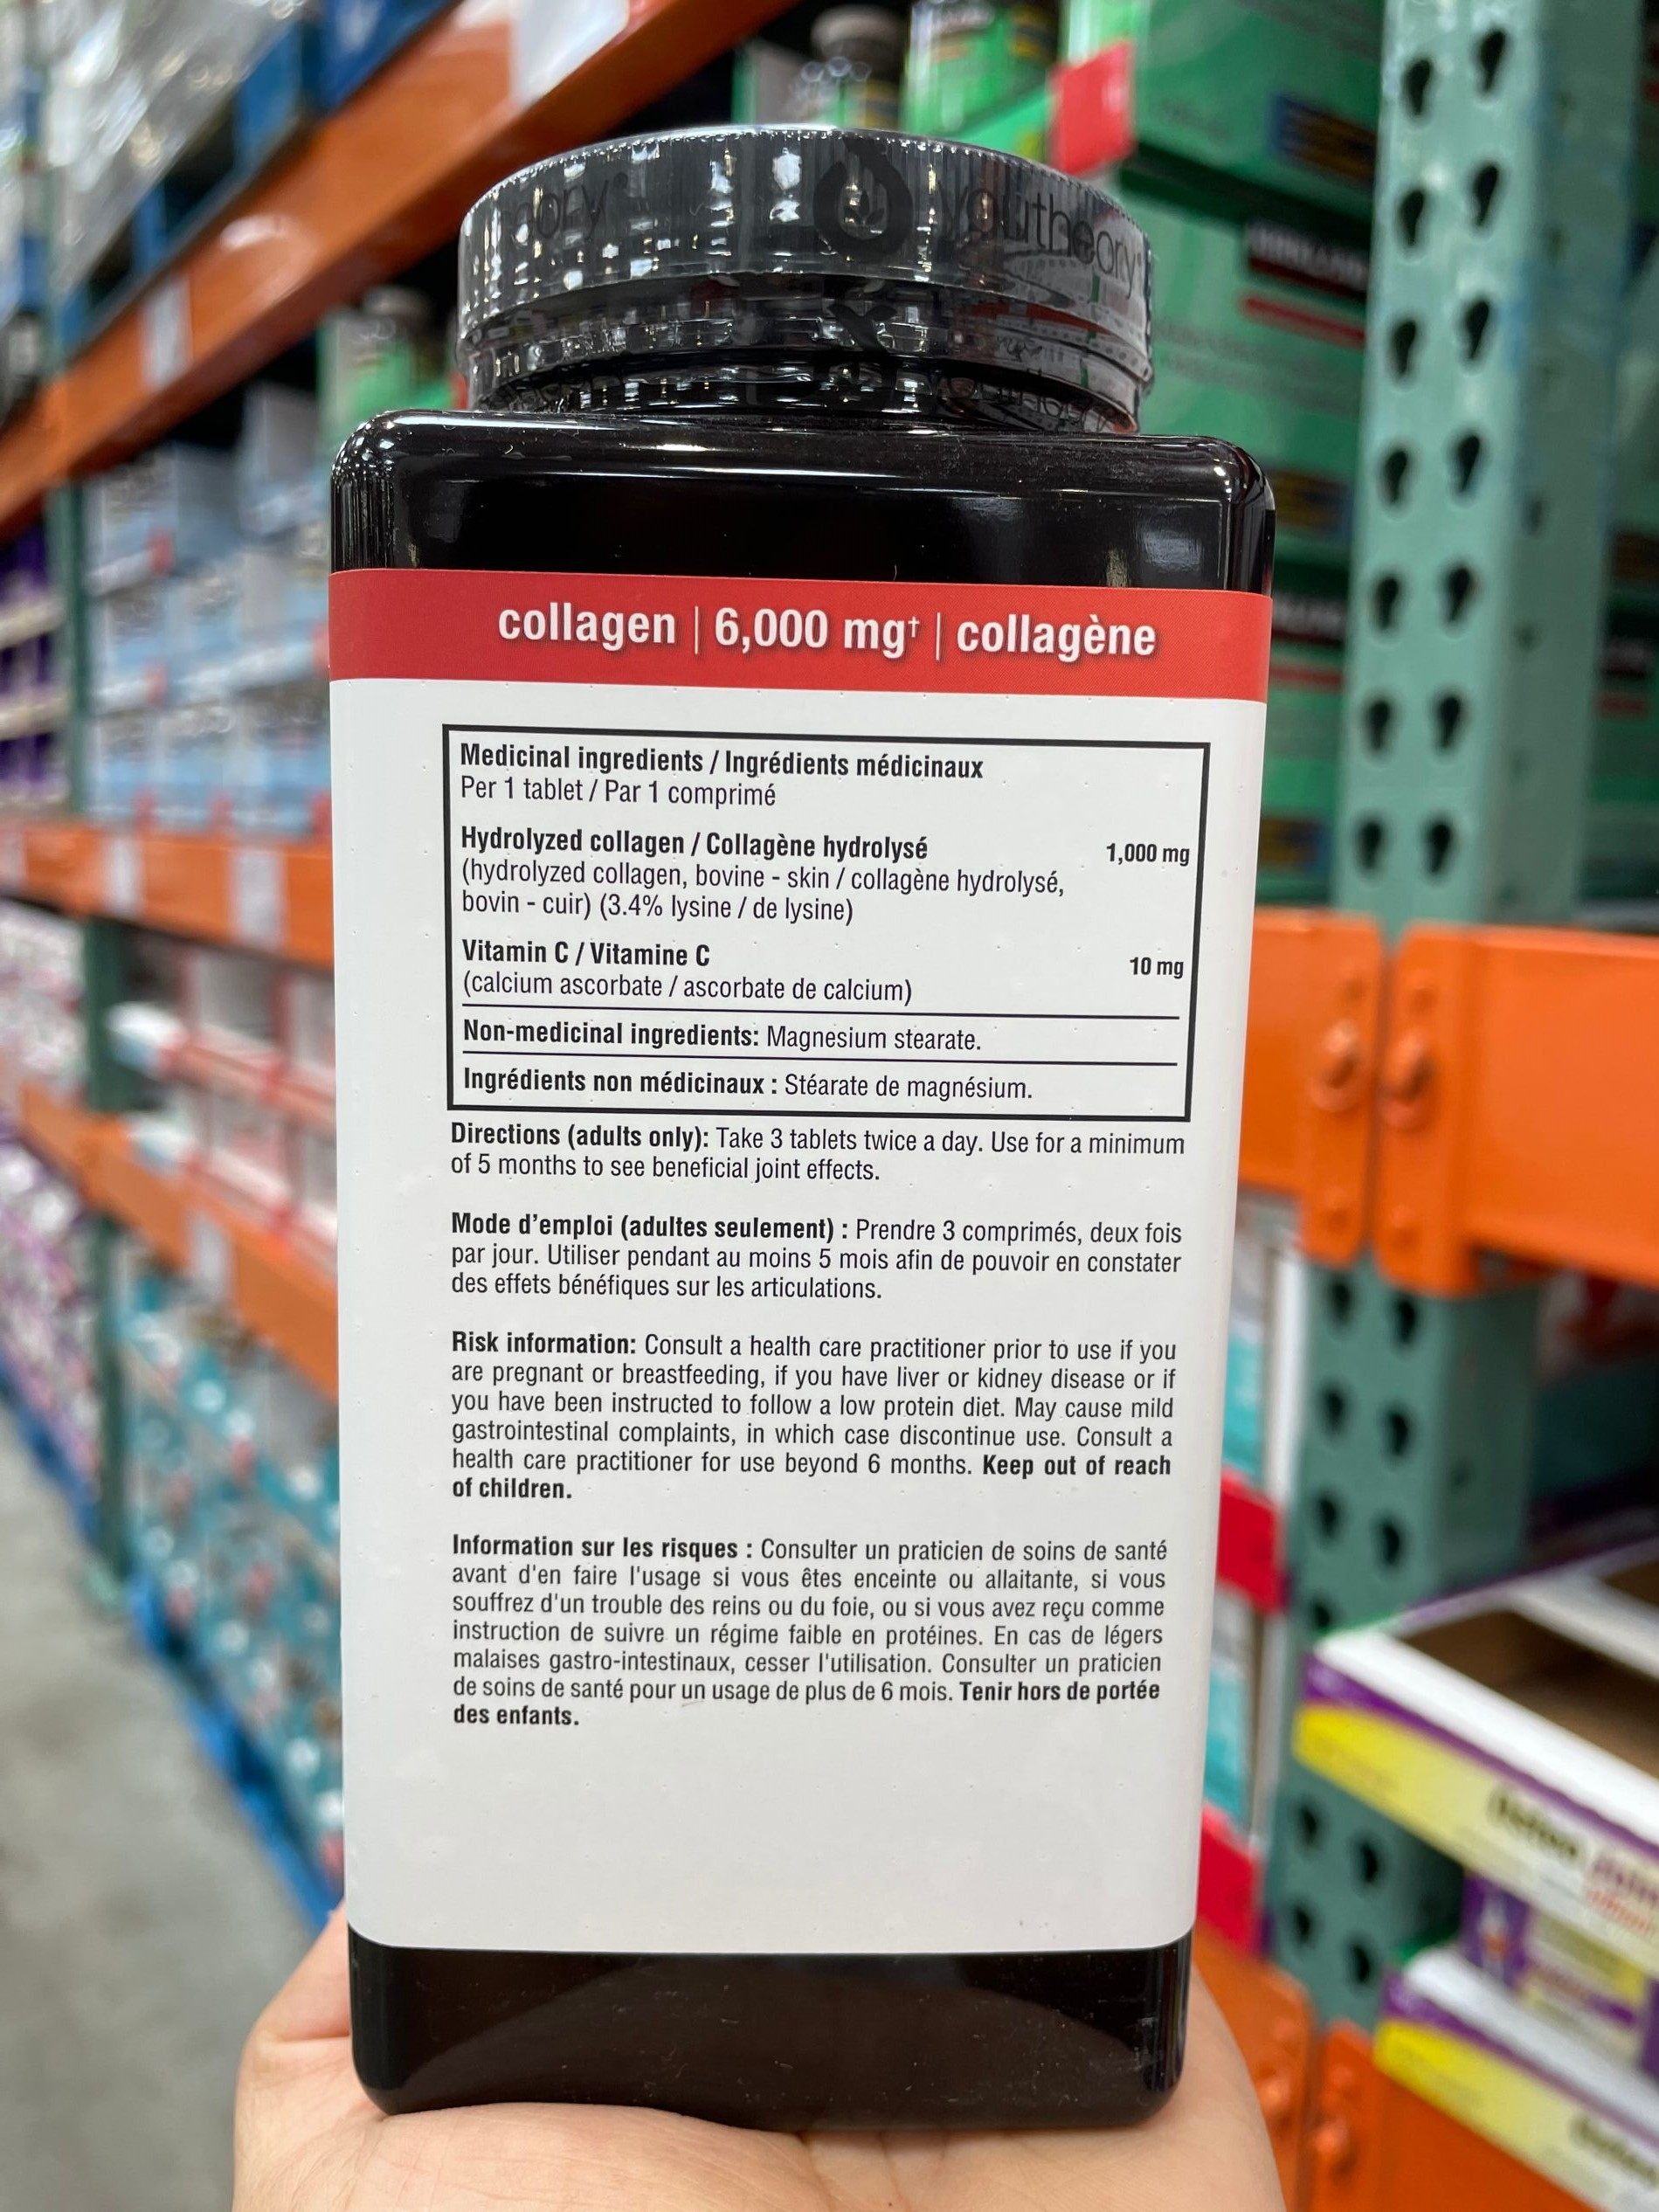 youtheory
collagen | 6,000 mg† | collagène
Medicinal ingredients / Ingrédients médicinaux
Per 1 tablet / Par 1 comprimé
Hydrolyzed collagen / Collagène hydrolysé 1,000 mg
(hydrolyzed collagen, bovine - skin / collagène hydrolysé,
bovin - cuir) (3.4% lysine / de lysine)
Vitamin C / Vitamine C 10 mg
(calcium ascorbate / ascorbate de calcium)
Non-medicinal ingredients: Magnesium stearate.
Ingrédients non médicinaux : Stéarate de magnésium.
Directions (adults only): Take 3 tablets twice a day. Use for a minimum
of 5 months to see beneficial joint effects.
Mode d'emploi (adultes seulement) : Prendre 3 comprimés, deux fois
par jour. Utiliser pendant au moins 5 mois afin de pouvoir en constater
des effets bénéfiques sur les articulations.
Risk information: Consult a health care practitioner prior to use if you
are pregnant or breastfeeding, if you have liver or kidney disease or if
you have been instructed to follow a low protein diet. May cause mild
gastrointestinal complaints, in which case discontinue use. Consult a
health care practitioner for use beyond 6 months. Keep out of reach
of children.
Information sur les risques : Consulter un praticien de soins de santé
avant d'en faire l'usage si vous êtes enceinte ou allaitante, si vous
souffrez d'un trouble des reins ou du foie, ou si vous avez reçu comme
instruction de suivre un régime faible en protéines. En cas de légers
malaises gastro-intestinaux, cesser l'utilisation. Consulter un praticien
de soins de santé pour un usage de plus de 6 mois. Tenir hors de portée
des enfants.